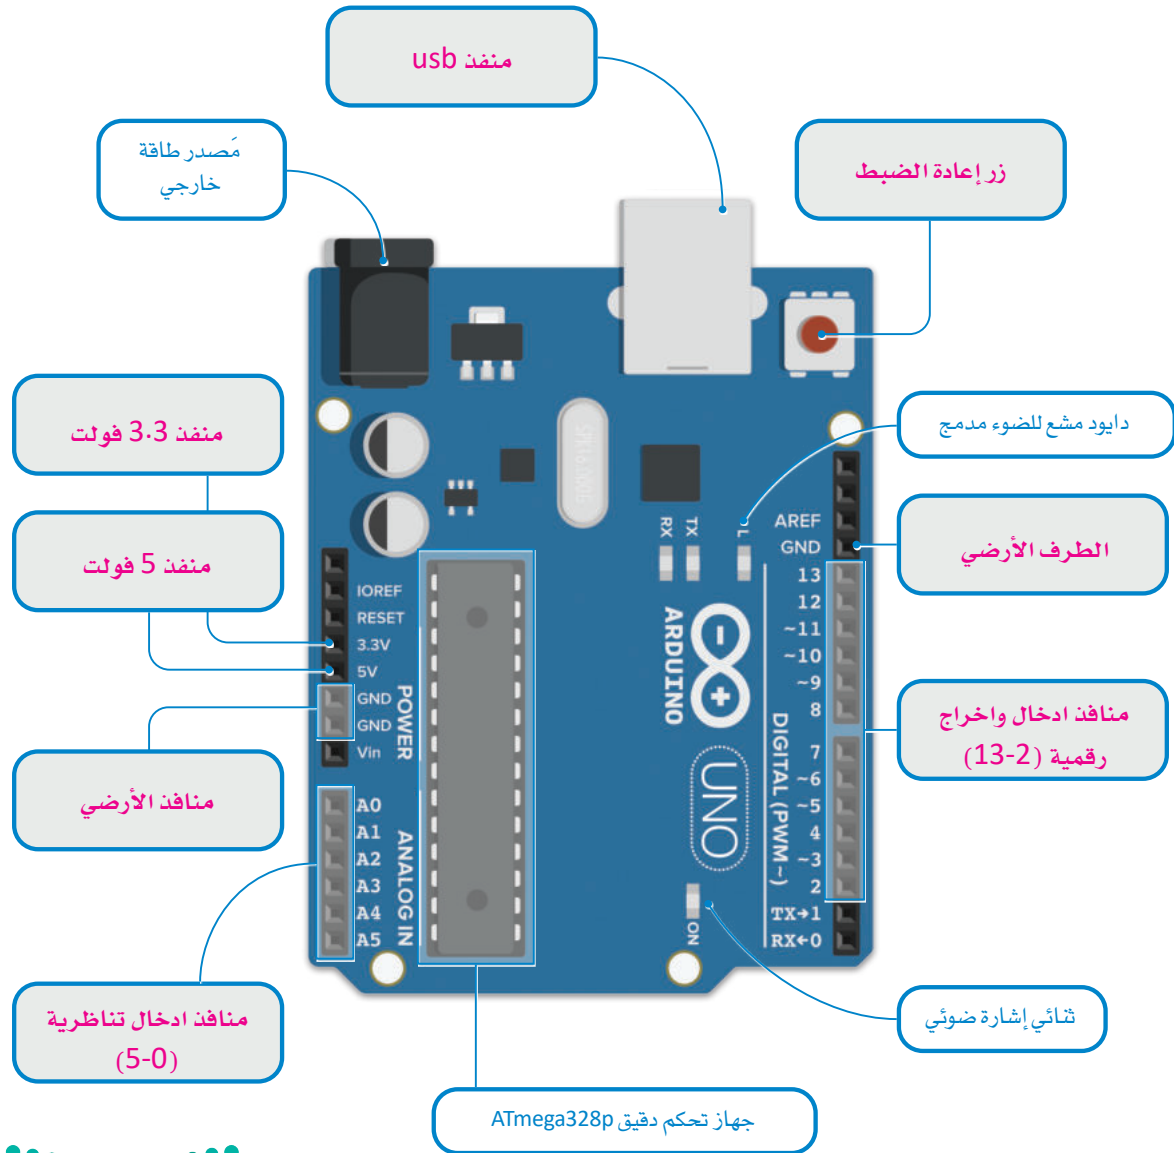 منفذ usb
مَصدر طاقة
خارجي
زر إعادة الضبط
منفذ 3.3 فولت
دايود مشع للضوء مدمج
منفذ 5 فولت
الطرف الأرضي
منافذ ادخال واخراج
رقمية (2-13)
منافذ الأرضي
منافذ ادخال تناظرية
(0-5)
ثنائي إشارة ضوئي
جهاز تحكم دقيق ATmega328p
SPK16.000G
RX
TX
L
AREF
GND
13
12
~11
~10
~9
8
7
~6
~5
4
~3
2
TX→1
RX←0
DIGITAL (PWM ~)
ARDUINO
UNO
ON
IOREF
RESET
3.3V
5V
GND
GND
Vin
POWER
A0
A1
A2
A3
A4
A5
ANALOG IN